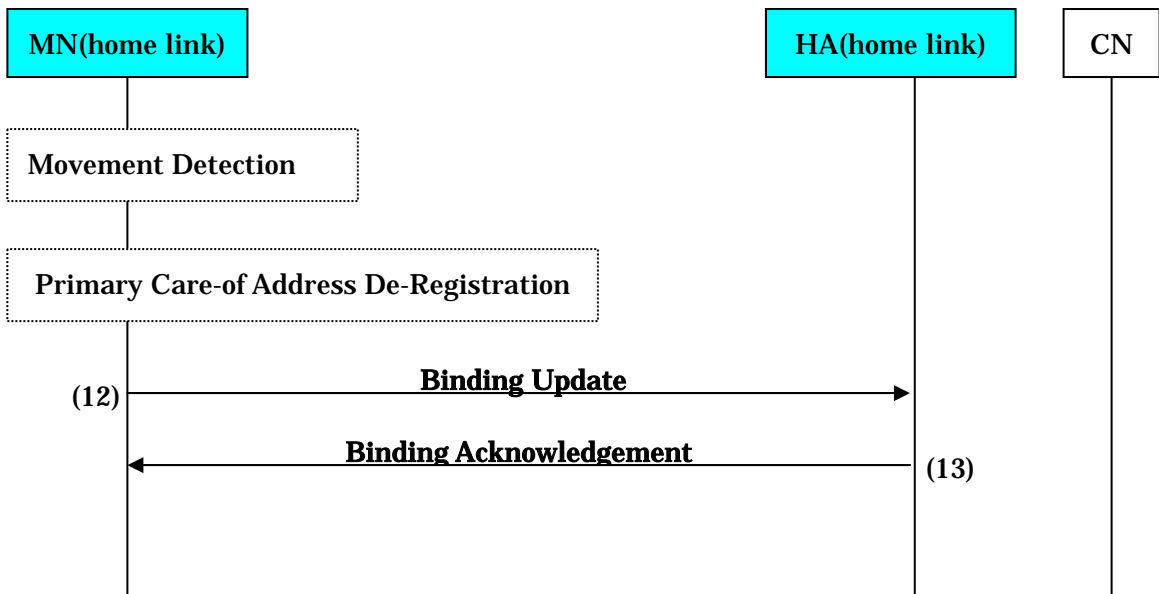 MN(home link)
HA(home link)
CN
Movement Detection
Primary Care-of Address De-Registration
(12)
Binding Update
Binding Acknowledgement
(13)